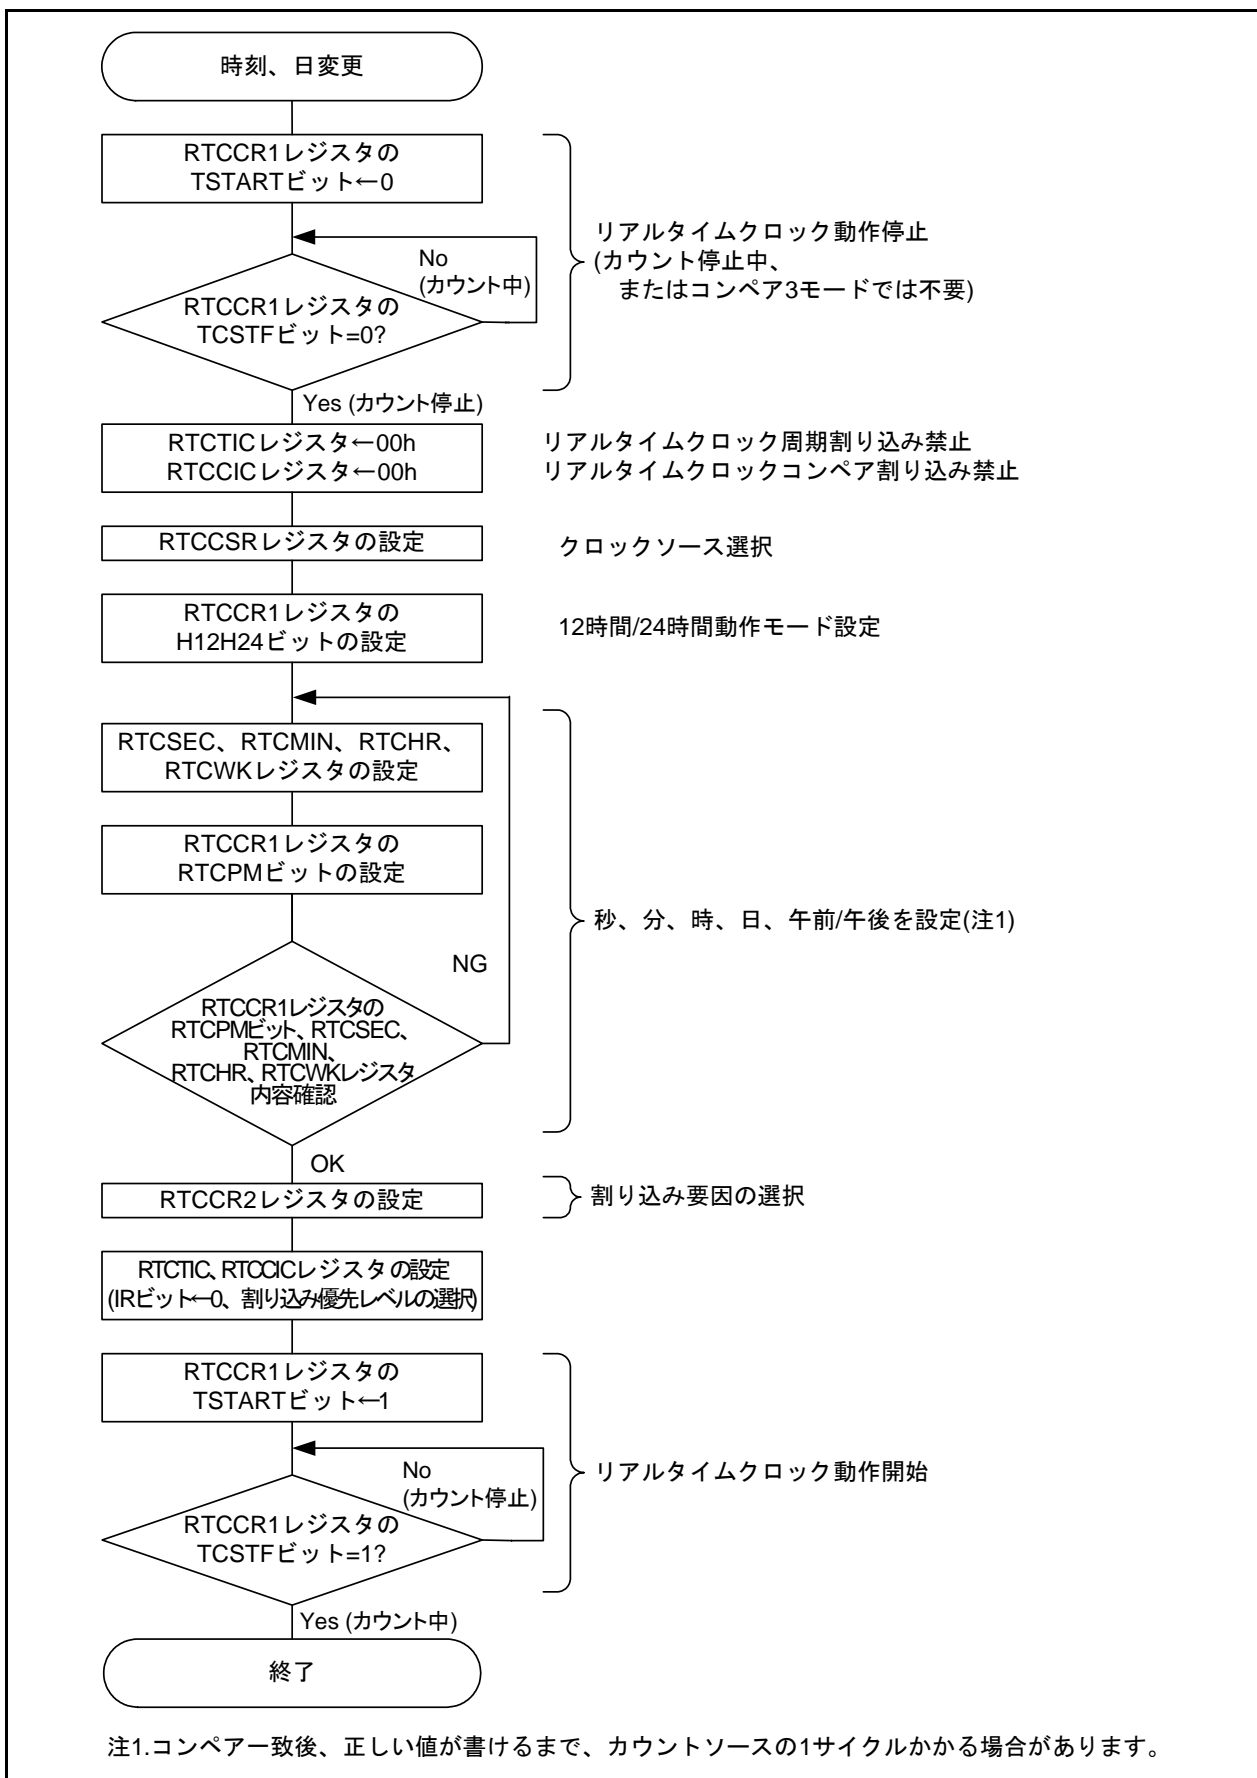 時刻、日変更
RTCCR1レジスタの
TSTARTビット←0
No
(カウント中)
リアルタイムクロック動作停止
(カウント停止中、
またはコンペア3モードでは不要)
RTCCR1レジスタの
TCSTFビット=0?
Yes (カウント停止)
RTCTICレジスタ←00h
RTCCICレジスタ←00h
リアルタイムクロック周期割り込み禁止
リアルタイムクロックコンペア割り込み禁止
RTCCSRレジスタの設定
クロックソース選択
RTCCR1レジスタの
H12H24ビットの設定
12時間/24時間動作モード設定
RTCSEC、RTCMIN、RTCHR、
RTCWKレジスタの設定
RTCCR1レジスタの
RTCPMビットの設定
秒、分、時、日、午前/午後を設定(注1)
NG
RTCCR1レジスタの
RTCPMビット、RTCSEC、
RTCMIN、
RTCHR、RTCWKレジスタ
内容確認
OK
RTCCR2レジスタの設定
割り込み要因の選択
RTCTIC、RTCCICレジスタの設定
(IRビット←0、割り込み優先レベルの選択)
RTCCR1レジスタの
TSTARTビット←1
No
(カウント停止)
リアルタイムクロック動作開始
RTCCR1レジスタの
TCSTFビット=1?
Yes (カウント中)
終了
注1.コンペア一致後、正しい値が書けるまで、カウントソースの1サイクルかかる場合があります。